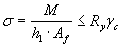 σ = M / (h₁ · A_f) ≤ R_y γ_c